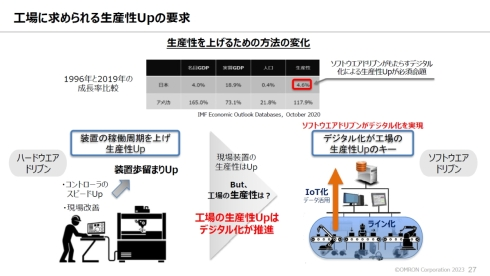 工場に求められる生産性Upの要求
生産性を上げるための方法の変化
1996年と2019年の
成長率比較
名目GDP 実質GDP 人口 生産性
日本 4.0% 18.9% 0.4% 4.6%
アメリカ 165.0% 73.1% 21.8% 117.9%
IMF Economic Outlook Databases, October 2020
ソフトウエアドリブンがもたらすデジタル
化による生産性Upが必須命題
ハードウエア
ドリブン
装置の稼働周期を上げ
生産性Up
装置歩留まりUp
・コントローラの
スピードUp
・現場改善
現場装置の
生産性はUp
But,
工場の生産性は？
工場の生産性Upは
デジタル化が推進
ソフトウエアドリブンがデジタル化を実現
デジタル化が工場の
生産性Upのキー
ソフトウエア
ドリブン
IoT化
データ活用
ライン化
©OMRON Corporation 2023 27